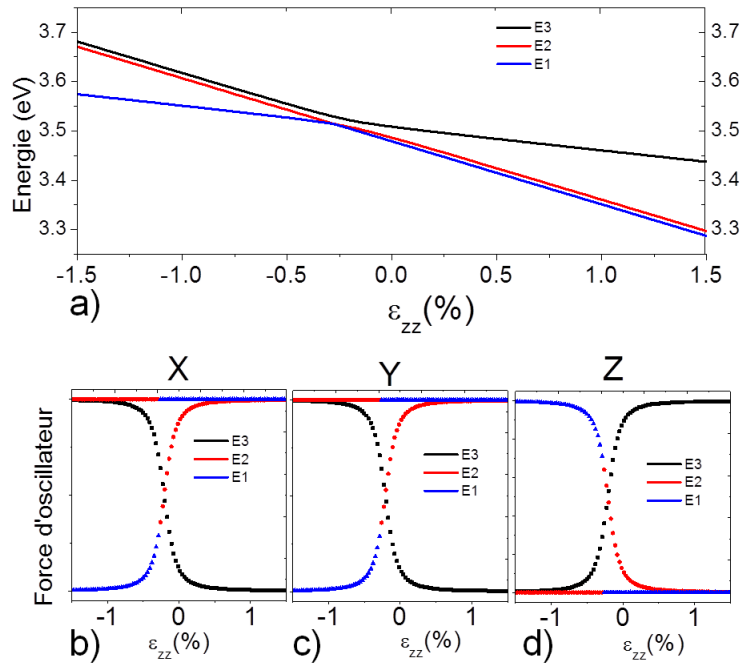 3.7
3.6
3.5
3.4
3.3
Energie (eV)
E3
E2
E1
3.7
3.6
3.5
3.4
3.3
-1.5 -1.0 -0.5 0.0 0.5 1.0 1.5
a)
εzz(%)
X Y Z
Force d'oscillateur
E3
E2
E1
E3
E2
E1
E3
E2
E1
-1 0 1
-1 0 1
-1 0 1
b) εzz(%)
c) εzz(%)
d) εzz(%)